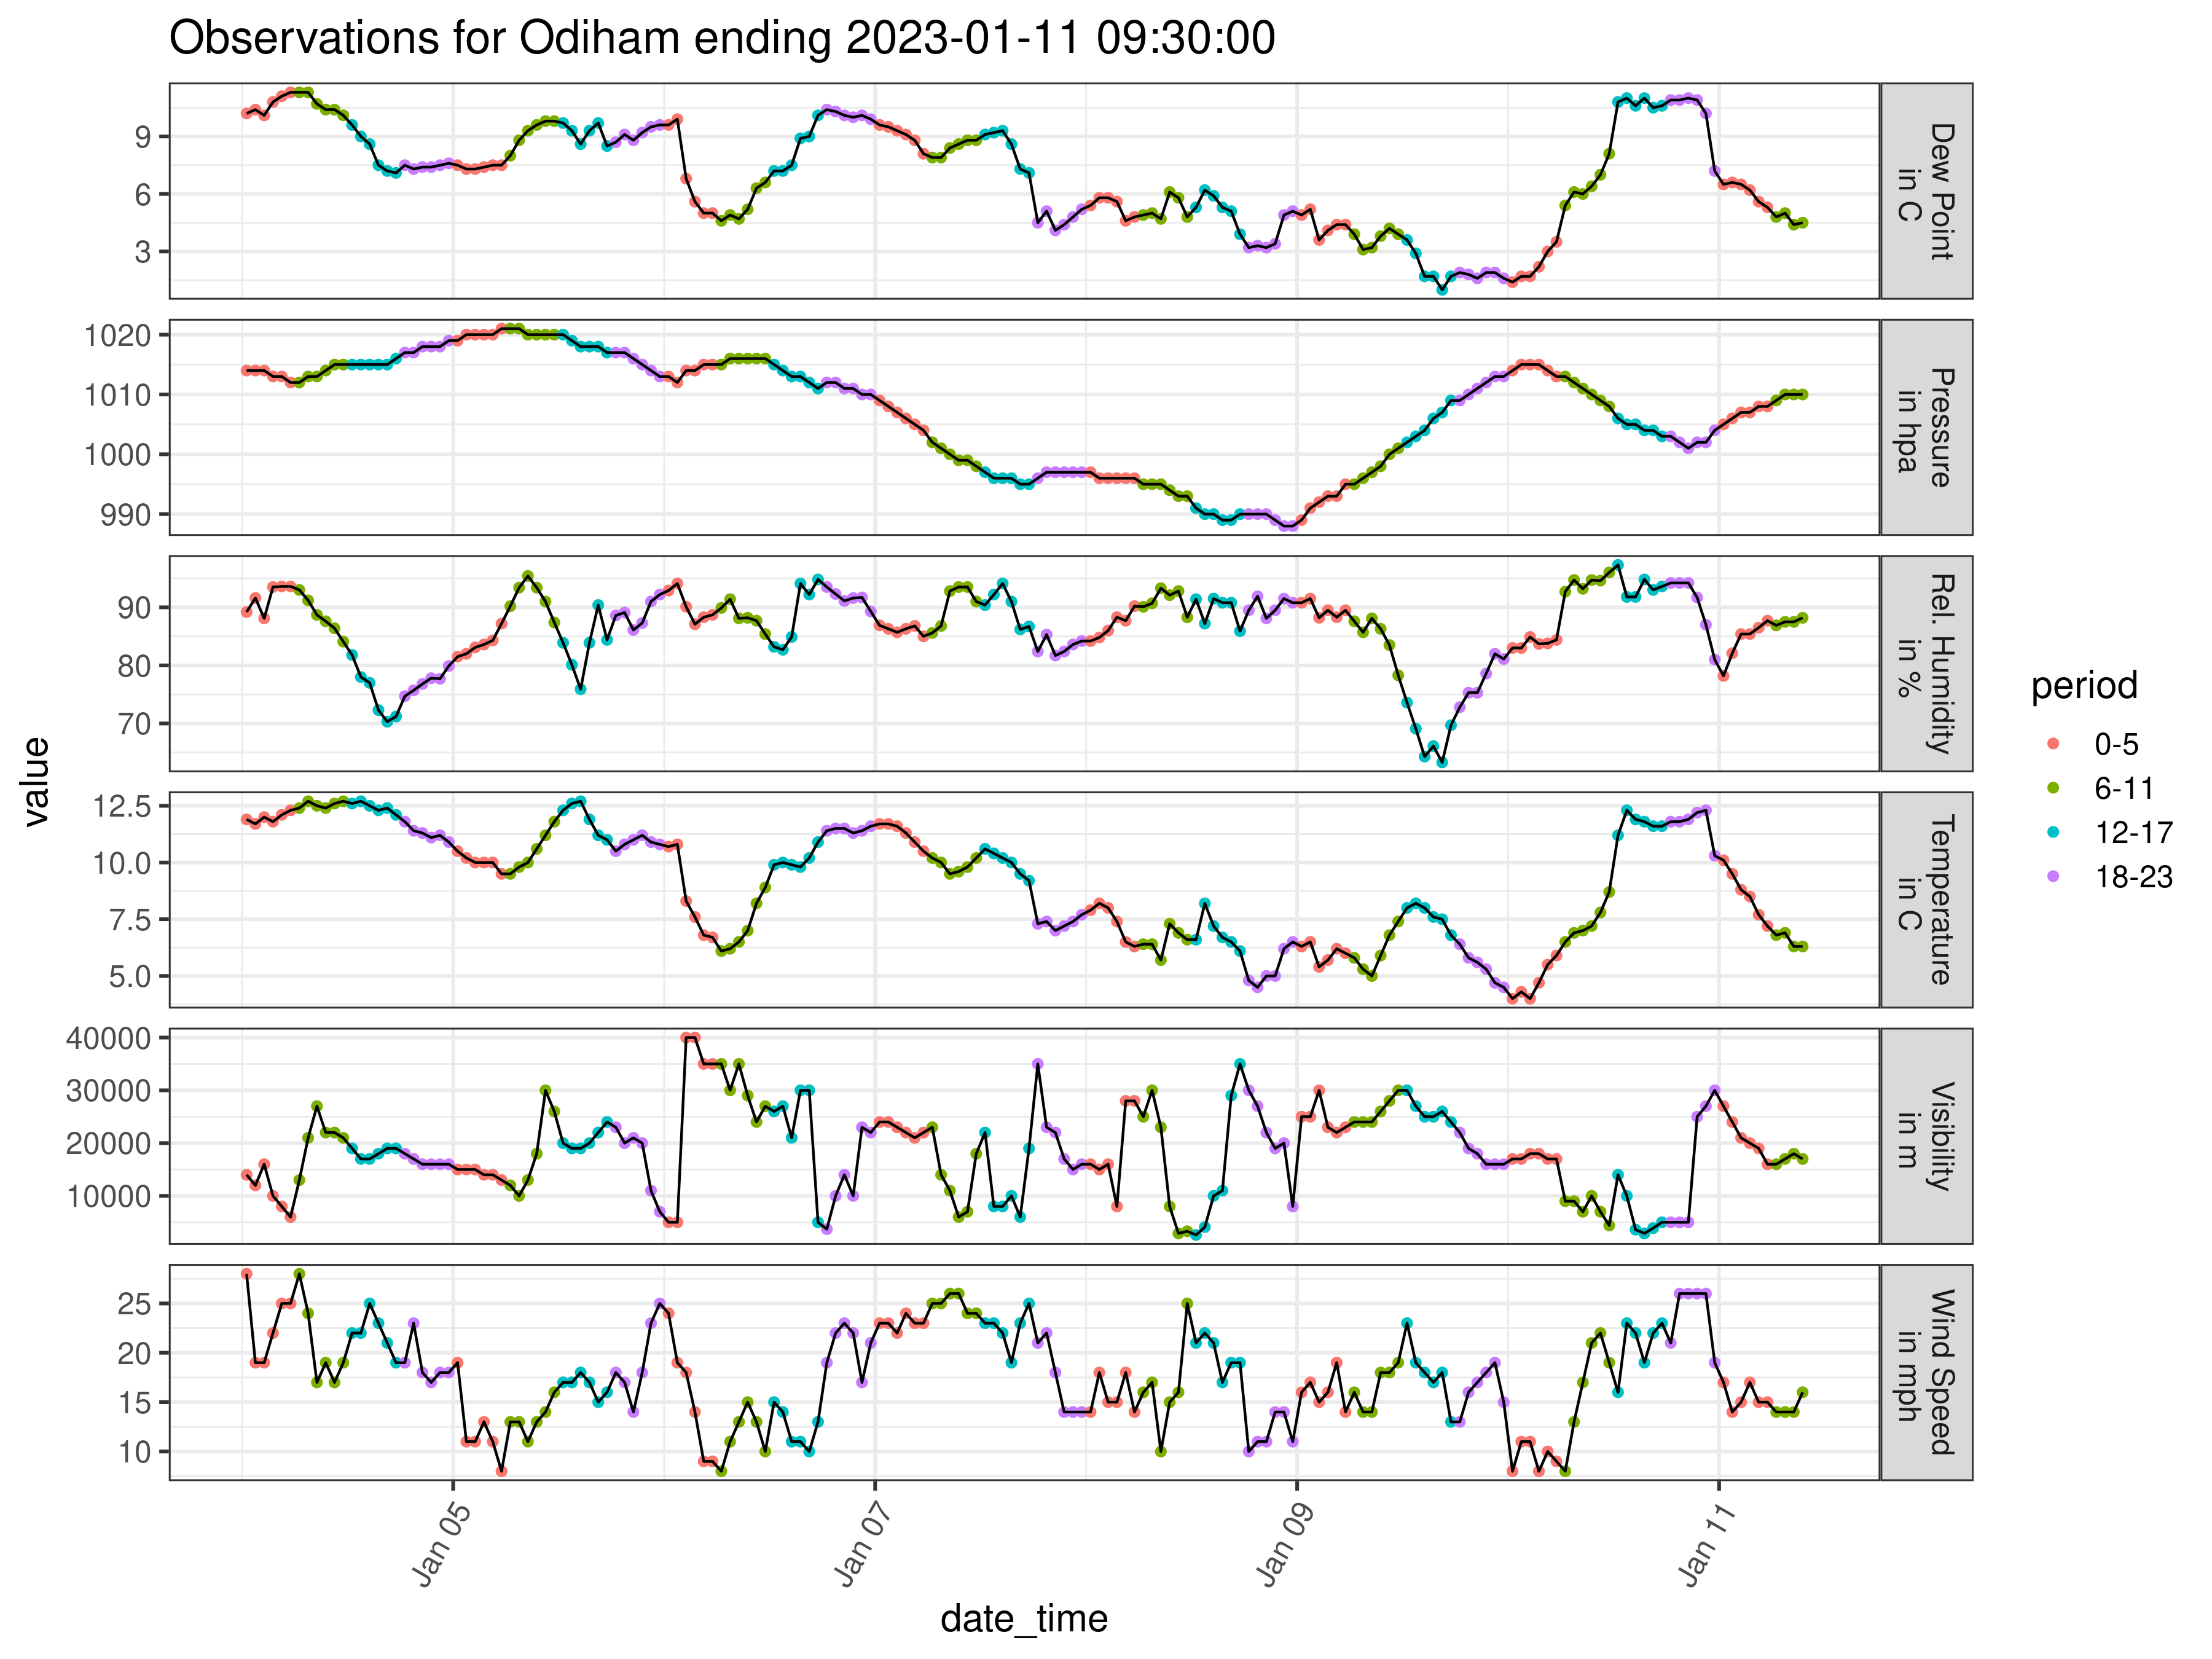 Observations for Odiham ending 2023-01-11 09:30:00
value
9
6
3
Dew Point
in C
1020
1010
1000
990
Pressure
in hpa
90
80
70
Rel. Humidity
in %
12.5
10.0
7.5
5.0
Temperature
in C
40000
30000
20000
10000
Visibility
in m
25
20
15
10
Wind Speed
in mph
Jan 05
Jan 07
Jan 09
Jan 11
date_time
period
0-5
6-11
12-17
18-23